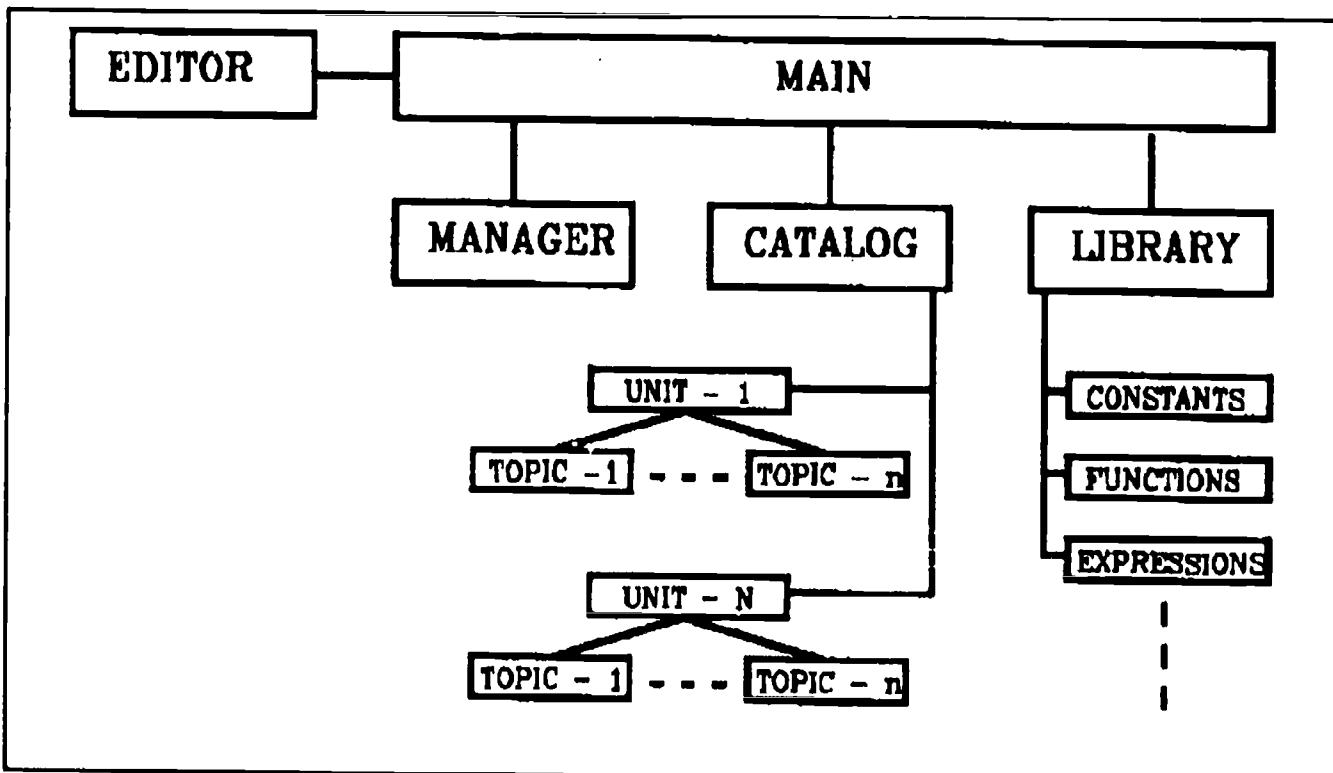 EDITOR
MAIN
MANAGER
CATALOG
LIBRARY
UNIT - 1
TOPIC - 1
TOPIC - n
UNIT - N
TOPIC - 1
TOPIC - n
CONSTANTS
FUNCTIONS
EXPRESSIONS